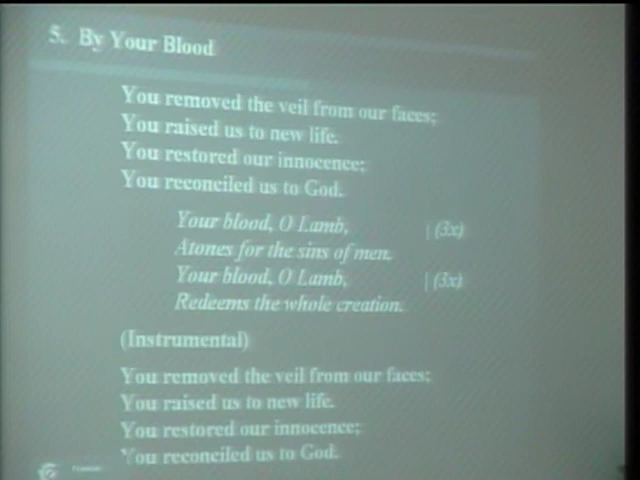 5. By Your Blood
You removed the veil from our faces;
You raised us to new life.
You restored our innocence;
You reconciled us to God.
Your blood, O Lamb, | (3x)
Atones for the sins of men.
Your blood, O Lamb, | (3x)
Redeems the whole creation.
(Instrumental)
You removed the veil from our faces;
You raised us to new life.
You restored our innocence;
You reconciled us to God.